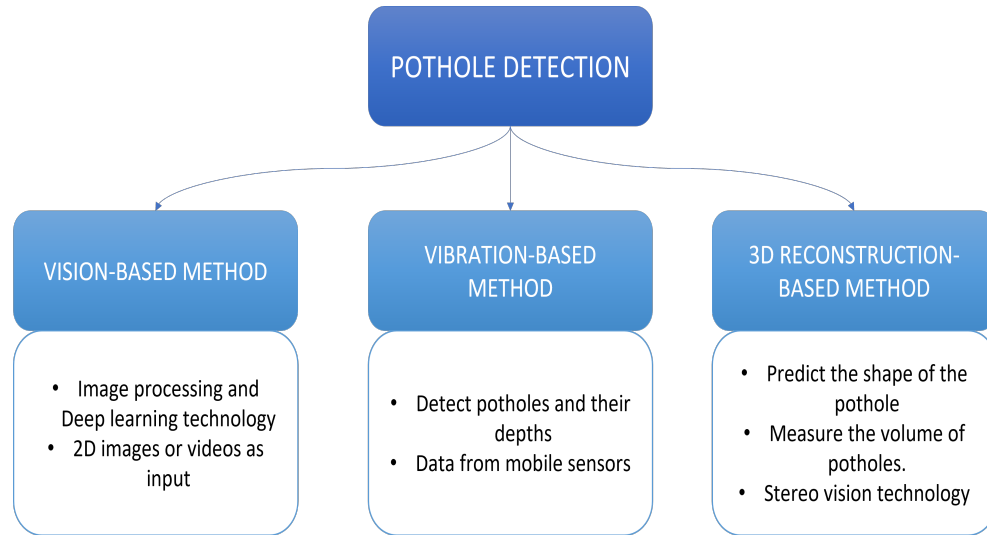 POTHOLE DETECTION
VISION-BASED METHOD
• Image processing and
Deep learning technology
• 2D images or videos as
input
VIBRATION-BASED
METHOD
• Detect potholes and their
depths
• Data from mobile sensors
3D RECONSTRUCTION-
BASED METHOD
• Predict the shape of the
pothole
• Measure the volume of
potholes.
• Stereo vision technology